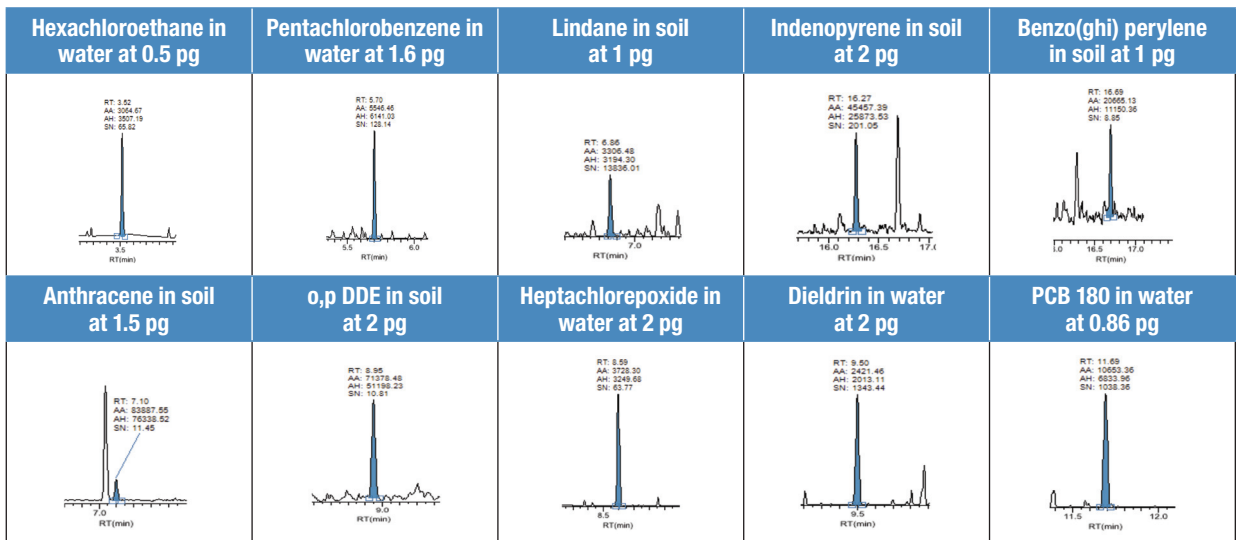 Hexachloroethane in
water at 0.5 pg
Pentachlorobenzene in
water at 1.6 pg
Lindane in soil
at 1 pg
Indenopyrene in soil
at 2 pg
Benzo(ghi) perylene
in soil at 1 pg
RT: 3.52
AA: 3064.67
AH: 3507.19
SN: 65.82
3.5
RT(min)
RT: 5.70
AA: 5546.46
AH: 6141.03
SN: 128.14
5.5
6.0
RT(min)
RT: 6.86
AA: 3306.48
AH: 3194.30
SN: 13836.01
7.0
RT(min)
RT: 16.27
AA: 45457.39
AH: 25873.53
SN: 201.05
16.0
16.5
17.0
RT(min)
RT: 16.69
AA: 20665.13
AH: 11150.36
SN: 8.85
16.0
16.5
17.0
RT(min)
Anthracene in soil
at 1.5 pg
o,p DDE in soil
at 2 pg
Heptachlorepoxide in
water at 2 pg
Dieldrin in water
at 2 pg
PCB 180 in water
at 0.86 pg
RT: 7.10
AA: 83887.55
AH: 76338.52
SN: 11.45
7.0
RT(min)
RT: 8.95
AA: 71378.48
AH: 51198.23
SN: 10.81
9.0
RT(min)
RT: 8.59
AA: 3728.30
AH: 3249.68
SN: 63.77
8.5
RT(min)
RT: 9.50
AA: 2421.46
AH: 2013.11
SN: 1343.44
9.5
RT(min)
RT: 11.69
AA: 10653.36
AH: 6833.96
SN: 1038.36
11.5
12.0
RT(min)